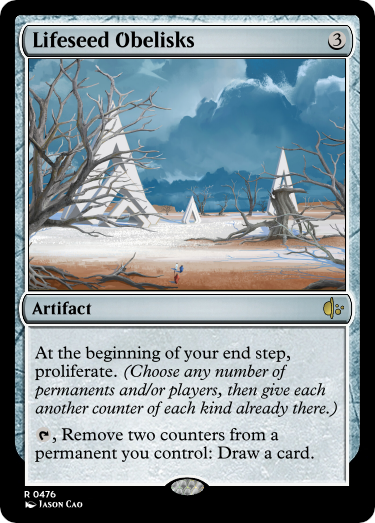 Lifeseed Obelisks 3
Artifact
At the beginning of your end step,
proliferate. (Choose any number of
permanents and/or players, then give each
another counter of each kind already there.)
, Remove two counters from a
permanent you control: Draw a card.
R 0476
Jason Cao